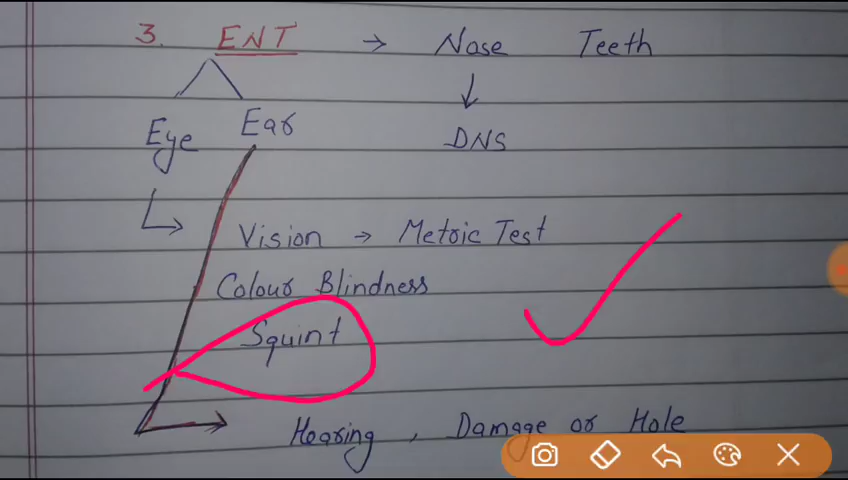 3. ENT → Nose Teeth
Eye Ear DNS
Vision → Metric Test
Colour Blindness
Squint
Hearing, Damage or Hole